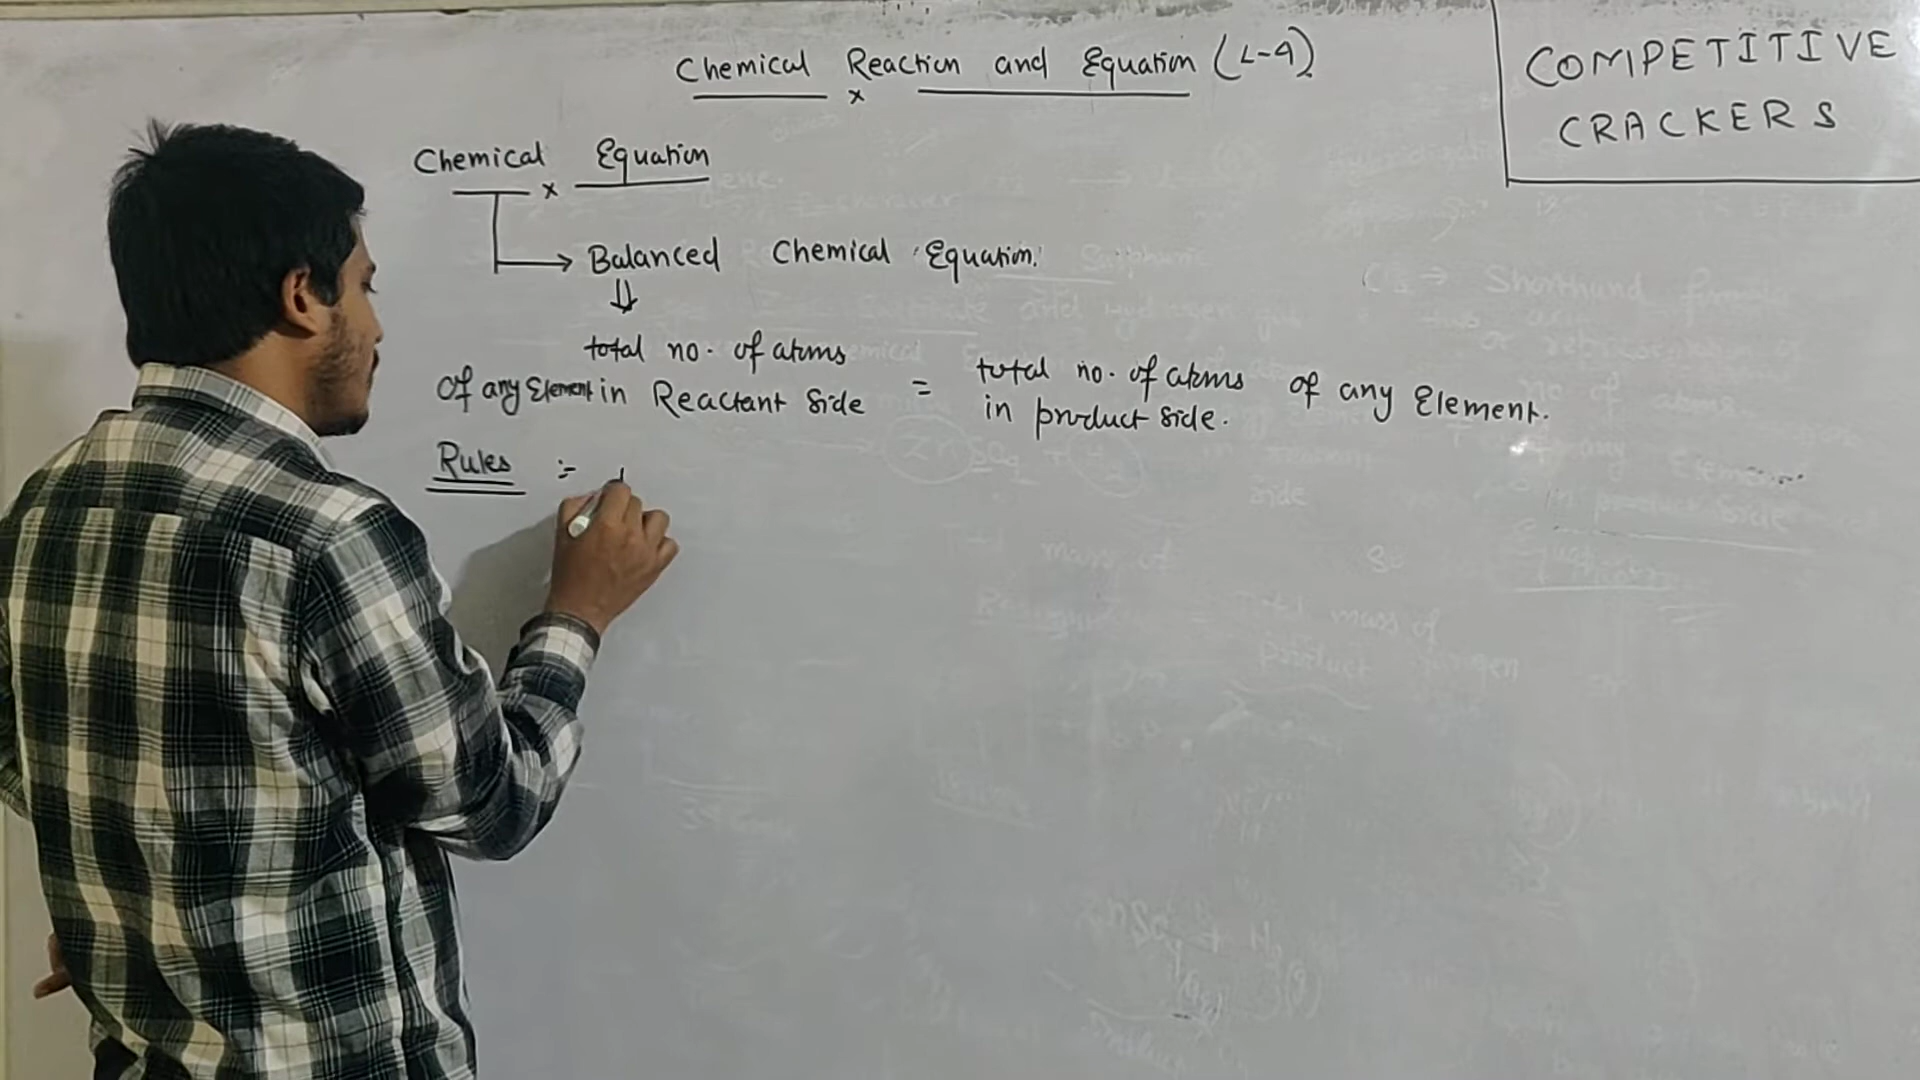 Chemical Reaction and Equation (L-4)
COMPETITIVE
CRACKERS
Chemical Equation
Balanced Chemical Equation.
total no. of atoms
of any Element in Reactant Side = total no. of atoms of any Element.
in product side.
Rules :-